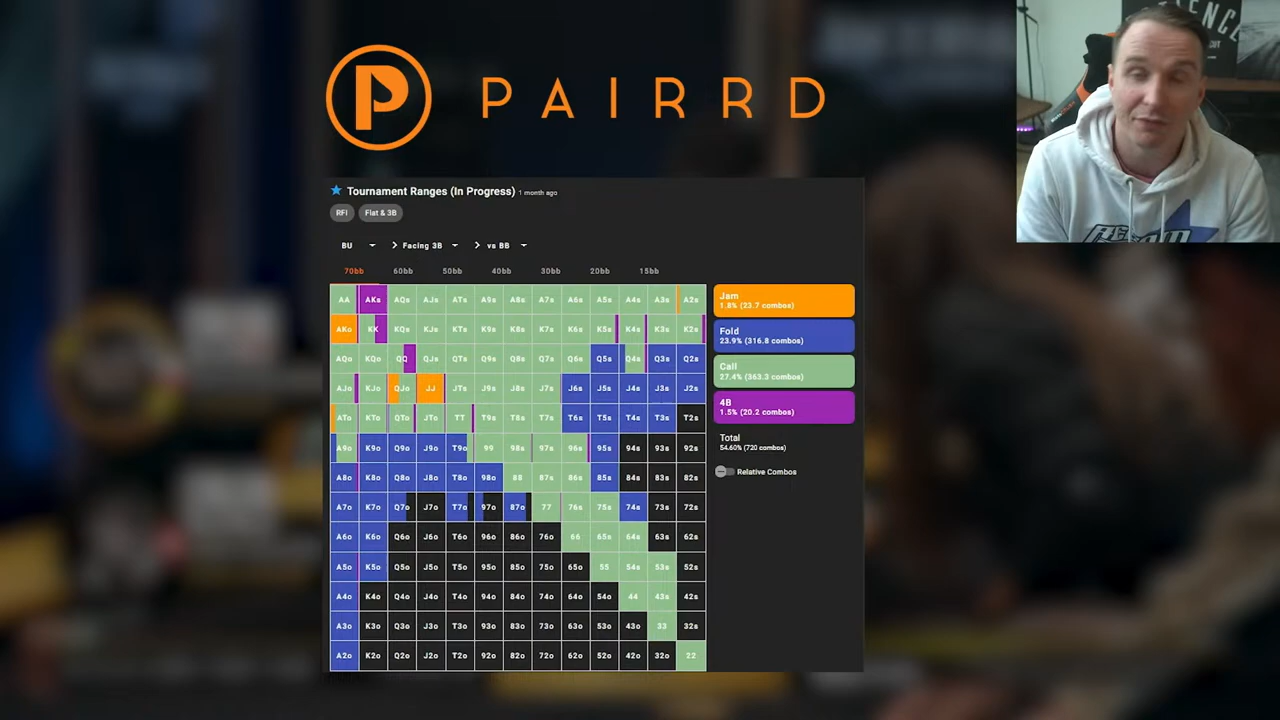 PAIRRD
Tournament Ranges (In Progress) 1 month ago
RFI Flat & 3B
BU Facing 3B vs BB
70bb 60bb 50bb 40bb 30bb 20bb 15bb
AA AKs AQs AJs ATs A9s A8s A7s A6s A5s A4s A3s A2s
AKo KK KQs KJs KTs K9s K8s K7s K6s K5s K4s K3s K2s
AQo KQo QQ QJs QTs Q9s Q8s Q7s Q6s Q5s Q4s Q3s Q2s
AJo KJo QJo JJ JTs J9s J8s J7s J6s J5s J4s J3s J2s
ATo KTo QTo JTo TT T9s T8s T7s T6s T5s T4s T3s T2s
A9o K9o Q9o J9o T9o 99 98s 97s 96s 95s 94s 93s 92s
A8o K8o Q8o J8o T8o 98o 88 87s 86s 85s 84s 83s 82s
A7o K7o Q7o J7o T7o 97o 87o 77 76s 75s 74s 73s 72s
A6o K6o Q6o J6o T6o 96o 86o 76o 66 65s 64s 63s 62s
A5o K5o Q5o J5o T5o 95o 85o 75o 65o 55 54s 53s 52s
A4o K4o Q4o J4o T4o 94o 84o 74o 64o 54o 44 43s 42s
A3o K3o Q3o J3o T3o 93o 83o 73o 63o 53o 43o 33 32s
A2o K2o Q2o J2o T2o 92o 82o 72o 62o 52o 42o 32o 22
Jam
1.8% (23.7 combos)
Fold
23.9% (316.8 combos)
Call
27.4% (363.3 combos)
4B
1.5% (20.2 combos)
Total
54.60% (720 combos)
Relative Combos